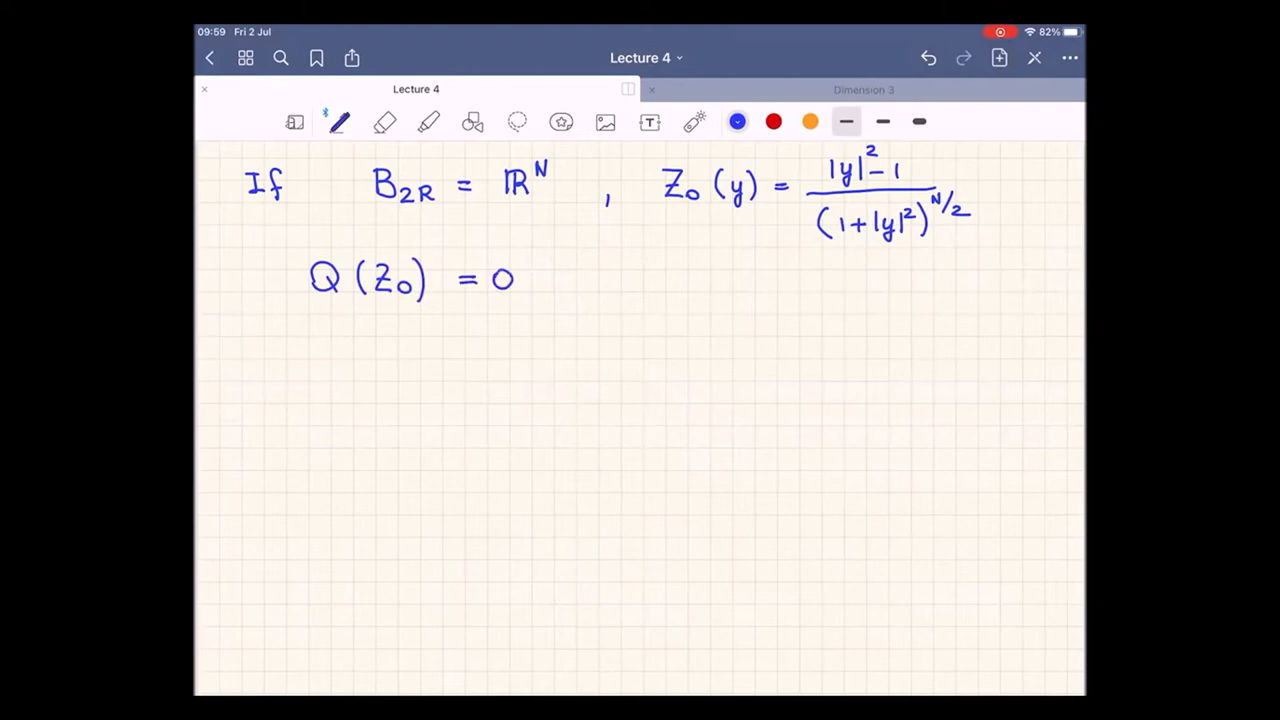 09:59 Fri 2 Jul 82%
Lecture 4
Lecture 4 Dimension 3
If B_{2R} = ℝ^N , Z_0(y) = (|y|^2 - 1) / (1 + |y|^2)^{N/2}
Q(Z_0) = 0